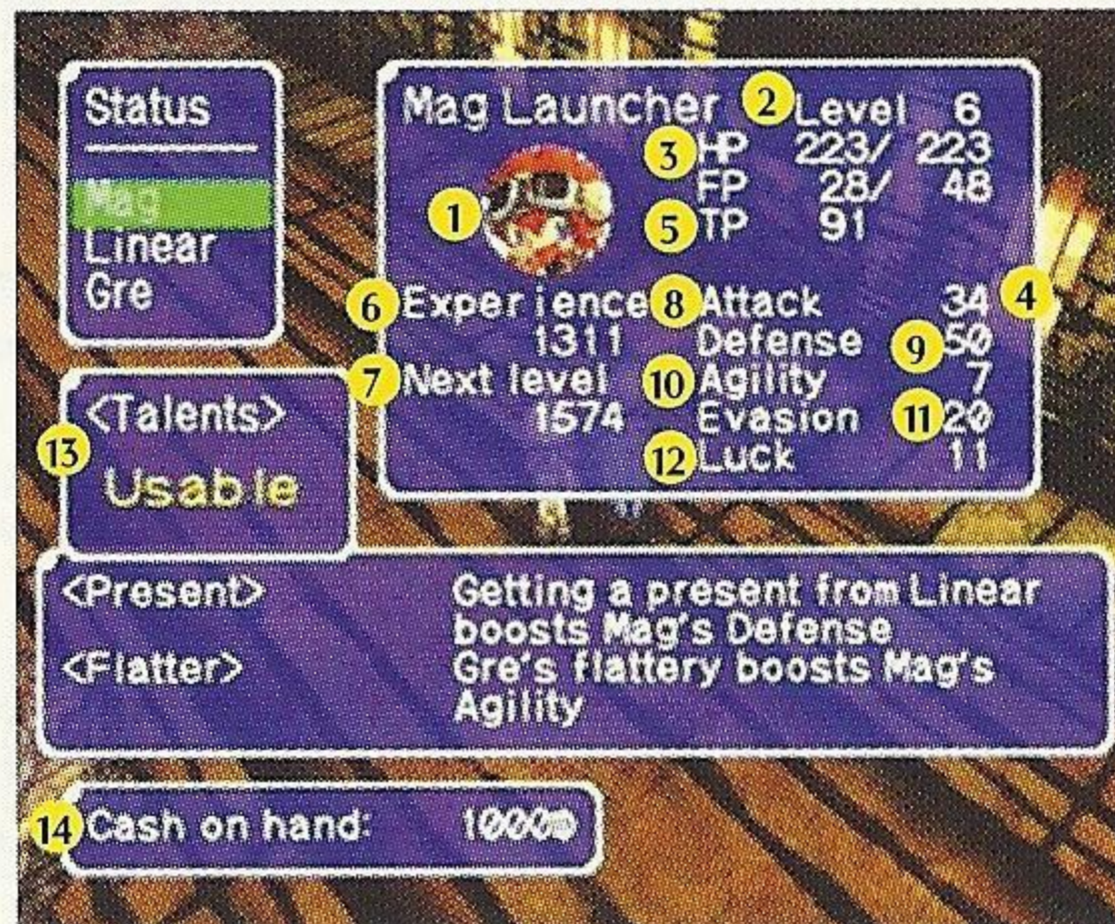 Status
Mag
Linear
Gre
Mag Launcher 2 Level 6
3 HP 223/ 223
FP 28/ 48
1
5 TP 91
6 Experience 8 Attack 34 4
1311 Defense 9 50
7 Next level 10 Agility 7
1574 Evasion 11 20
12 Luck 11
13 <Talents>
Usable
<Present> Getting a present from Linear
boosts Mag's Defense
<Flatter> Gre's flattery boosts Mag's
Agility
14 Cash on hand: 1000